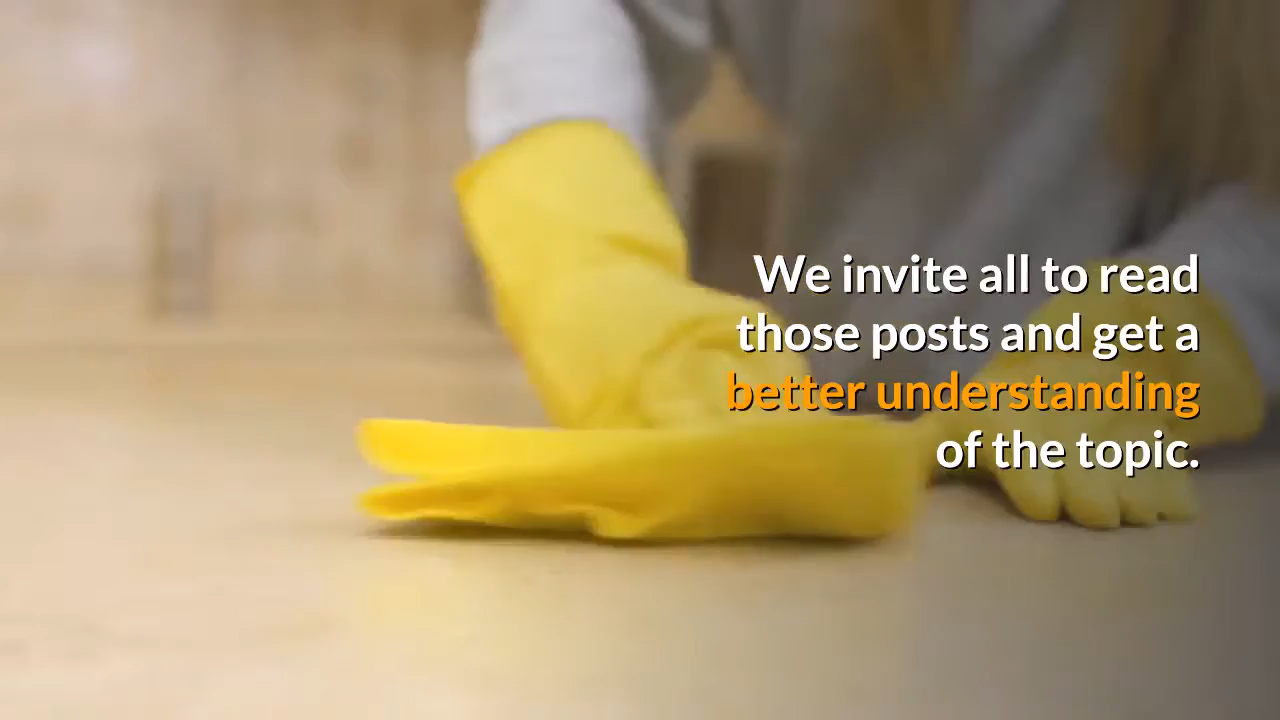 We invite all to read
those posts and get a
better understanding
of the topic.